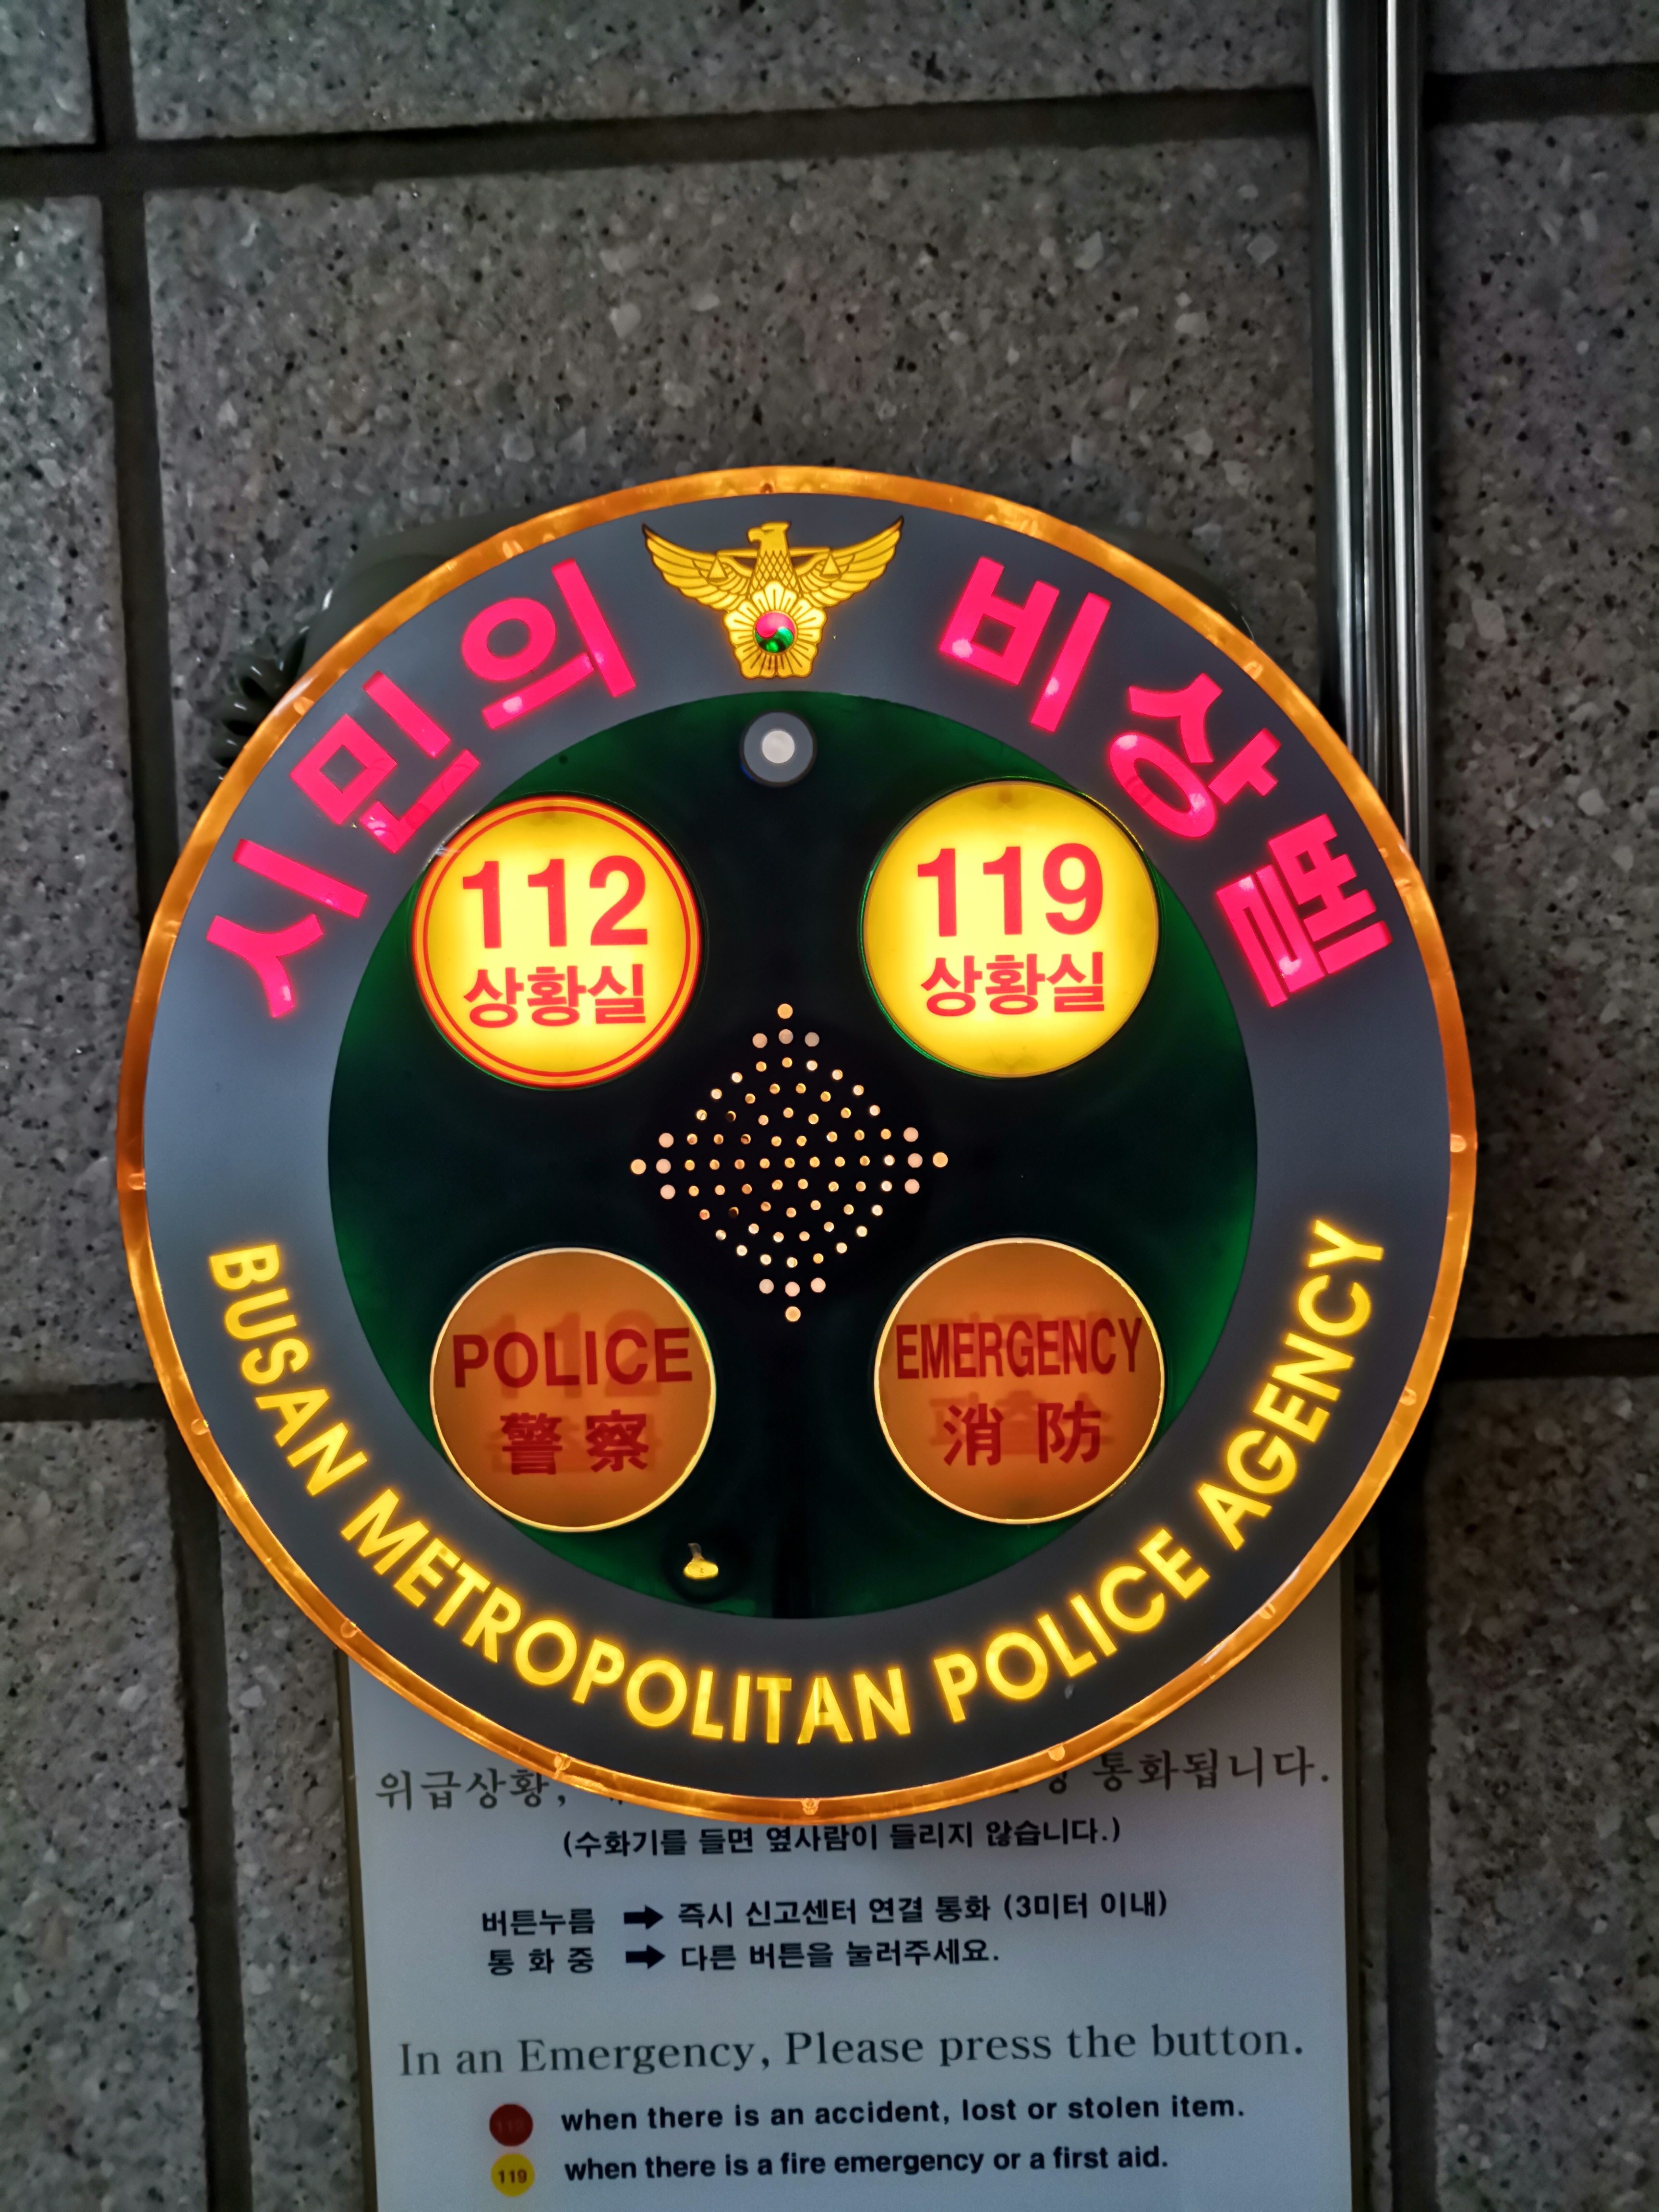 시민의 비상벨
112
상황실
119
상황실
POLICE
警察
EMERGENCY
消防
BUSAN METROPOLITAN POLICE AGENCY
위급상황, 통화됩니다.
(수화기를 들면 옆사람이 들리지 않습니다.)
버튼누름 ➡ 즉시 신고센터 연결 통화 (3미터 이내)
통 화 중 ➡ 다른 버튼을 눌러주세요.
In an Emergency, Please press the button.
when there is an accident, lost or stolen item.
119 when there is a fire emergency or a first aid.